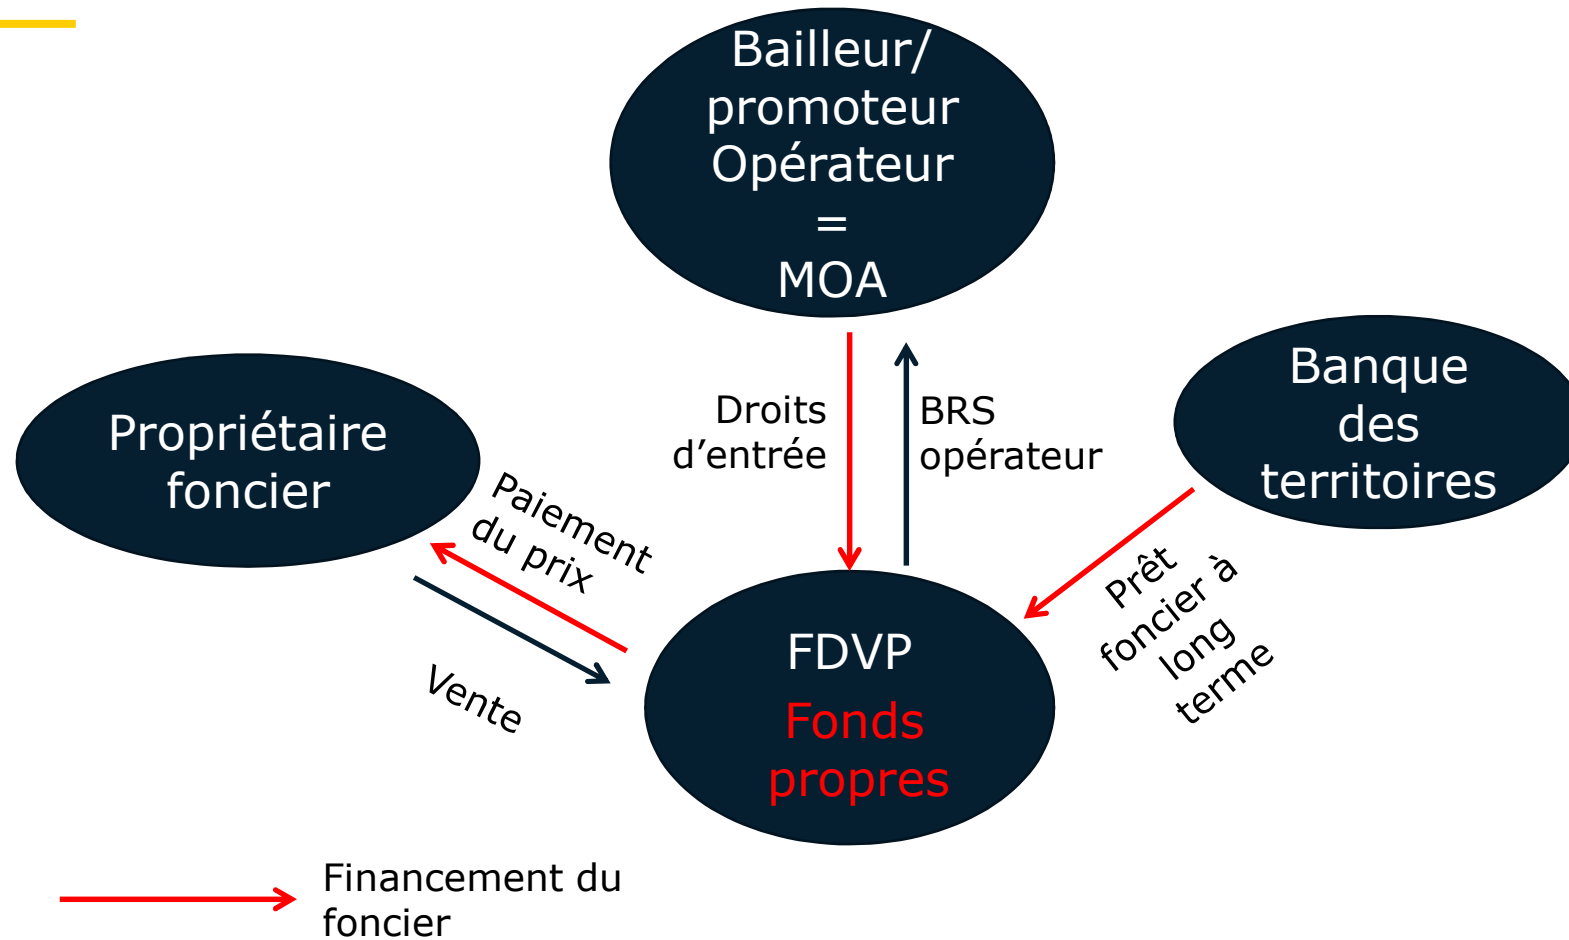 Bailleur/
promoteur
Opérateur
=
MOA
Banque
des
territoires
Propriétaire
foncier
Droits
d’entrée
BRS
opérateur
Paiement
du prix
Vente
Prêt
foncier à
long
terme
FDVP
Fonds
propres
Financement du
foncier